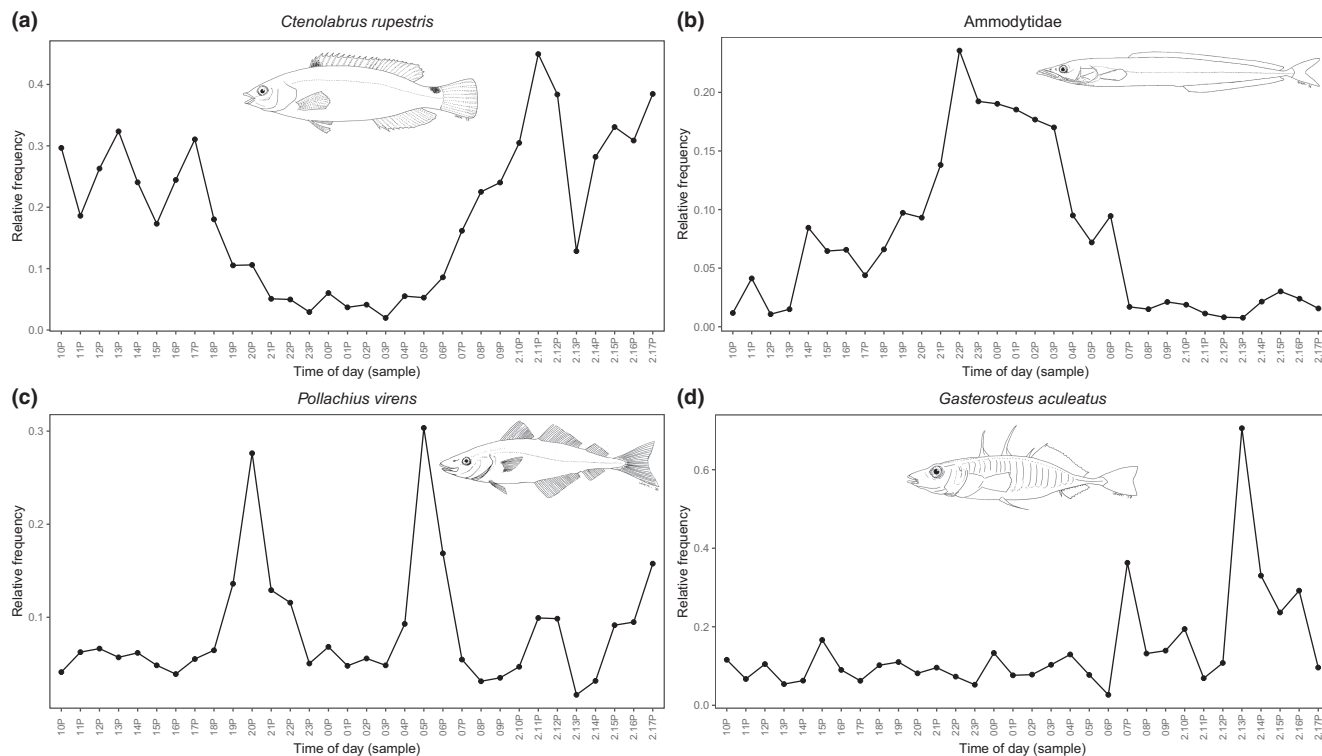 (a)
Ctenolabrus rupestris
Relative frequency
0.4
0.3
0.2
0.1
0.0
10P 11P 12P 13P 14P 15P 16P 17P 18P 19P 20P 21P 22P 23P 00P 01P 02P 03P 04P 05P 06P 07P 08P 09P 2.10P 2.11P 2.12P 2.13P 2.14P 2.15P 2.16P 2.17P
Time of day (sample)
(b)
Ammodytidae
Relative frequency
0.20
0.15
0.10
0.05
0.00
10P 11P 12P 13P 14P 15P 16P 17P 18P 19P 20P 21P 22P 23P 00P 01P 02P 03P 04P 05P 06P 07P 08P 09P 2.10P 2.11P 2.12P 2.13P 2.14P 2.15P 2.16P 2.17P
Time of day (sample)
(c)
Pollachius virens
Relative frequency
0.3
0.2
0.1
10P 11P 12P 13P 14P 15P 16P 17P 18P 19P 20P 21P 22P 23P 00P 01P 02P 03P 04P 05P 06P 07P 08P 09P 2.10P 2.11P 2.12P 2.13P 2.14P 2.15P 2.16P 2.17P
Time of day (sample)
(d)
Gasterosteus aculeatus
Relative frequency
0.6
0.4
0.2
0.0
10P 11P 12P 13P 14P 15P 16P 17P 18P 19P 20P 21P 22P 23P 00P 01P 02P 03P 04P 05P 06P 07P 08P 09P 2.10P 2.11P 2.12P 2.13P 2.14P 2.15P 2.16P 2.17P
Time of day (sample)